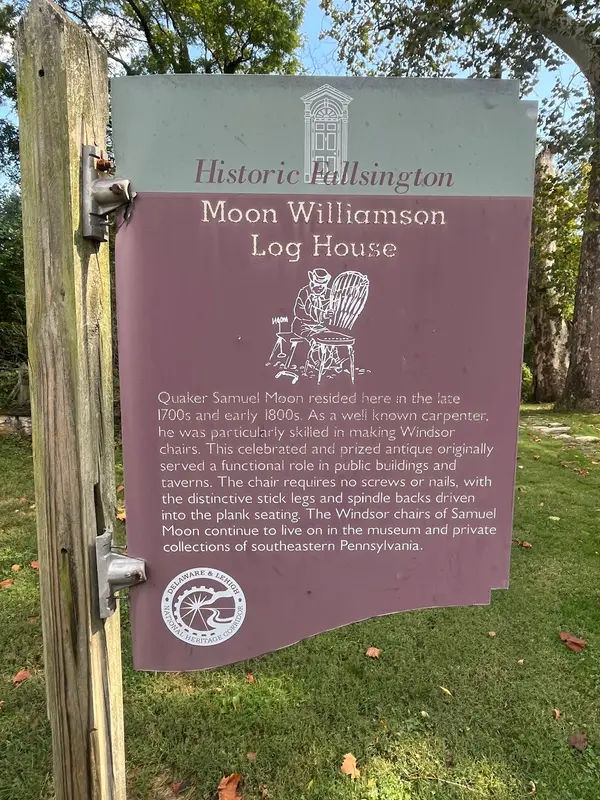 Historic Fallsington
Moon Williamson
Log House
Quaker Samuel Moon resided here in the late
1700s and early 1800s. As a well known carpenter,
he was particularly skilled in making Windsor
chairs. This celebrated and prized antique originally
served a functional role in public buildings and
taverns. The chair requires no screws or nails, with
the distinctive stick legs and spindle backs driven
into the plank seating. The Windsor chairs of Samuel
Moon continue to live on in the museum and private
collections of southeastern Pennsylvania.
DELAWARE & LEHIGH
NATIONAL HERITAGE CORRIDOR